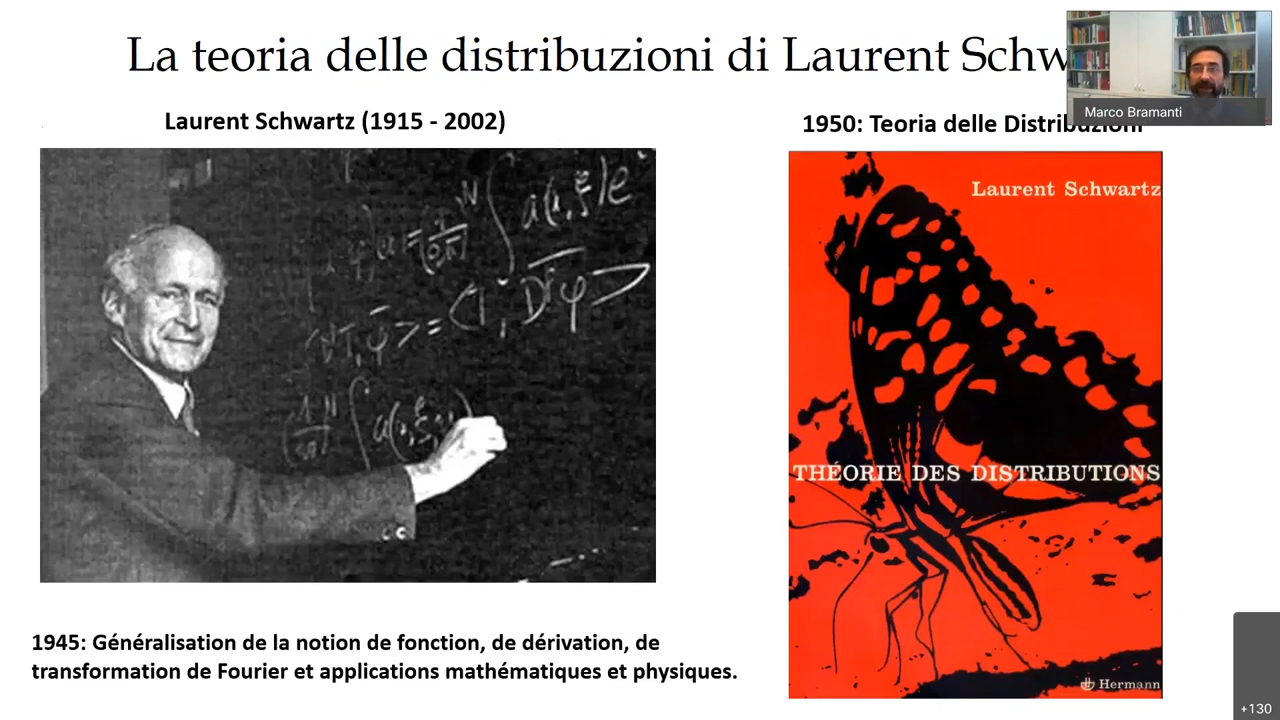 La teoria delle distribuzioni di Laurent Schw
Marco Bramanti
Laurent Schwartz (1915 - 2002)
1950: Teoria delle Distribuzioni
Laurent Schwartz
THÉORIE DES DISTRIBUTIONS
Hermann
1945: Généralisation de la notion de fonction, de dérivation, de
transformation de Fourier et applications mathématiques et physiques.
+130